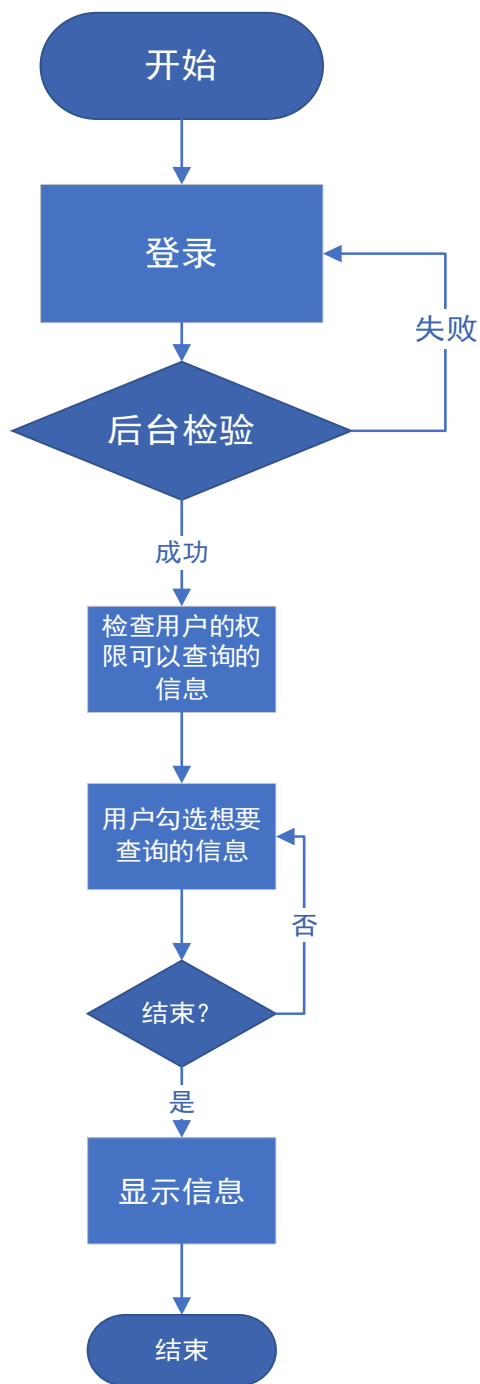 开始
登录
失败
后台检验
成功
检查用户的权
限可以查询的
信息
用户勾选想要
查询的信息
否
结束?
是
显示信息
结束